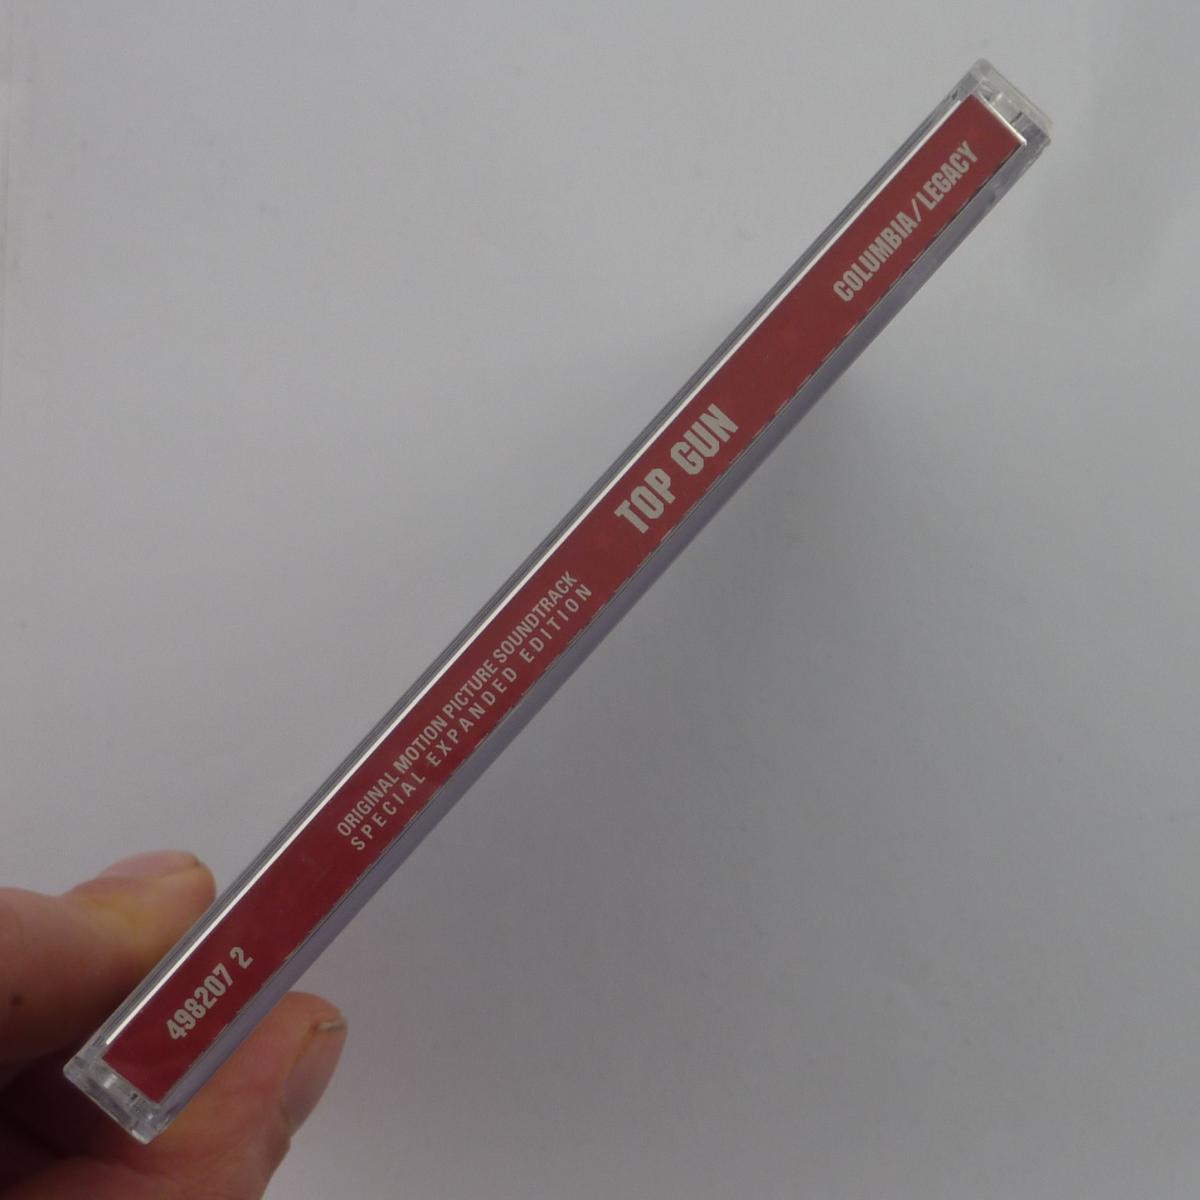 498207 2
ORIGINAL MOTION PICTURE SOUNDTRACK
SPECIAL EXPANDED EDITION
TOP GUN
COLUMBIA/LEGACY